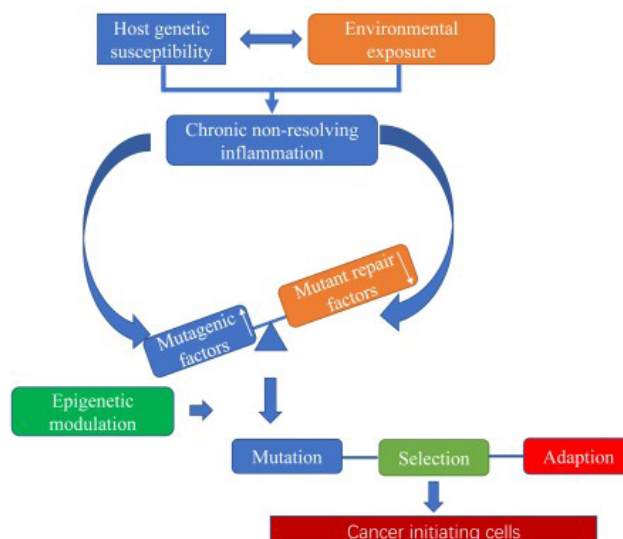 Host genetic
susceptibility
Environmental
exposure
Chronic non-resolving
inflammation
Mutagenic
factors
Mutant repair
factors
Epigenetic
modulation
Mutation
Selection
Adaption
Cancer initiating cells